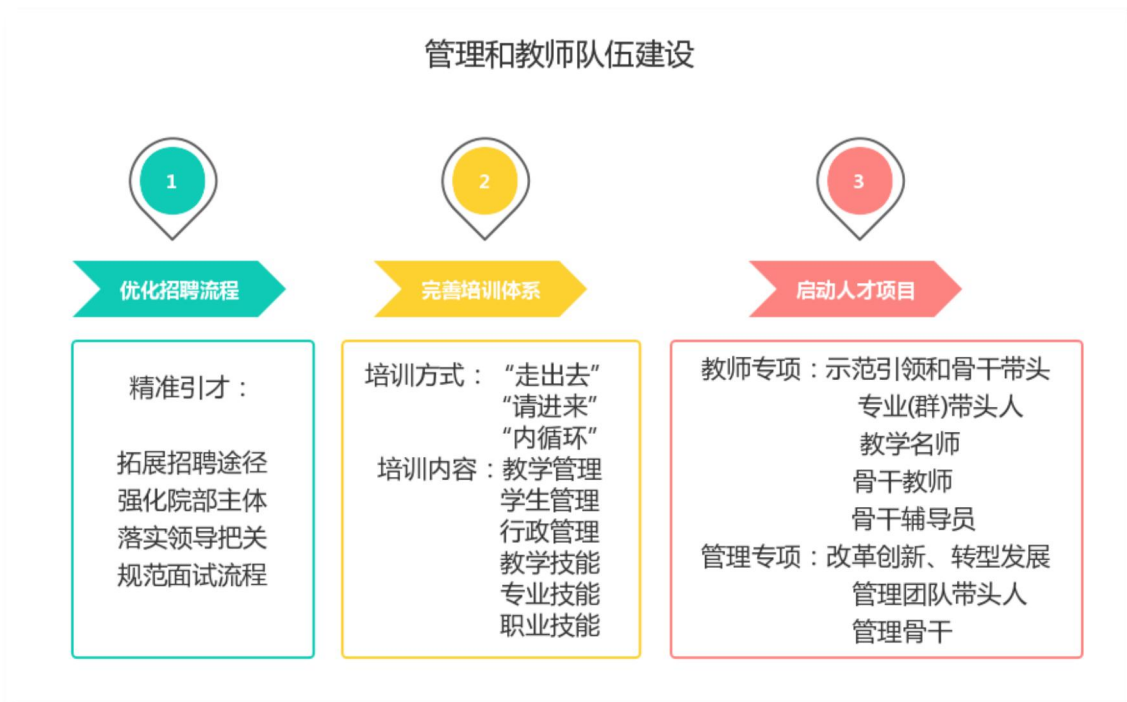 管理和教师队伍建设
1
优化招聘流程
精准引才：
拓展招聘途径
强化院部主体
落实领导把关
规范面试流程
2
完善培训体系
培训方式：“走出去”
“请进来”
“内循环”
培训内容：教学管理
学生管理
行政管理
教学技能
专业技能
职业技能
3
启动人才项目
教师专项：示范引领和骨干带头
专业(群)带头人
教学名师
骨干教师
骨干辅导员
管理专项：改革创新、转型发展
管理团队带头人
管理骨干